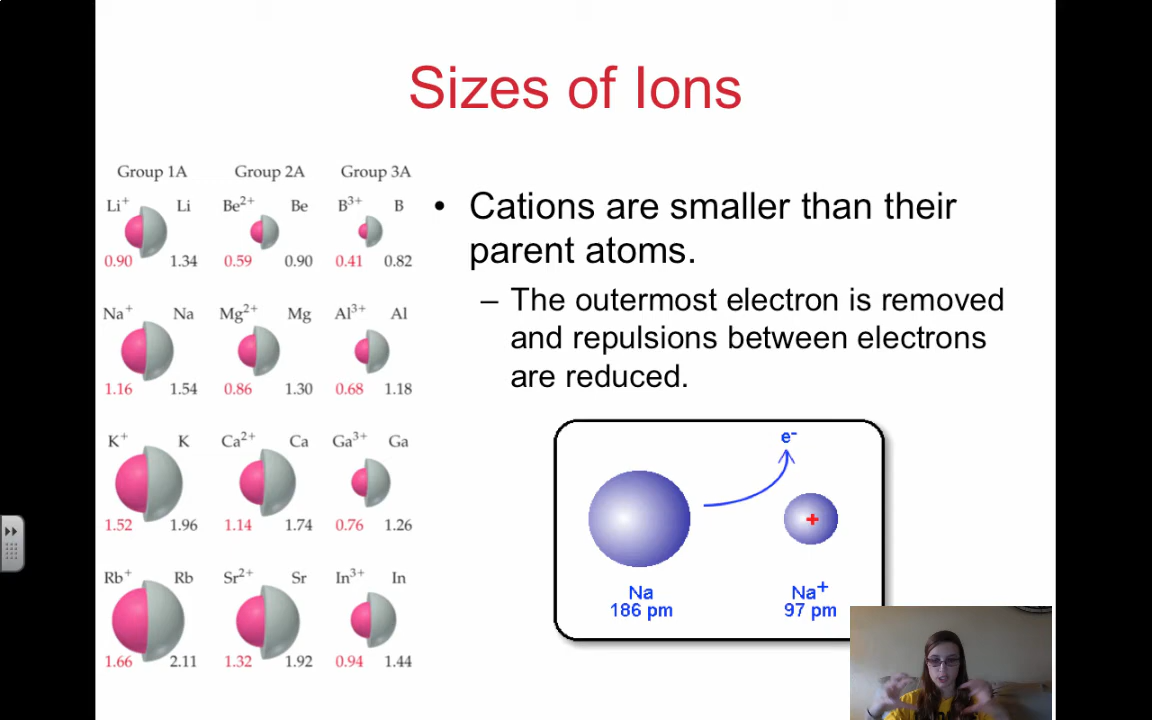 Sizes of Ions
Group 1A Group 2A Group 3A
Li+ Li Be2+ Be B3+ B
0.90 1.34 0.59 0.90 0.41 0.82
Na+ Na Mg2+ Mg Al3+ Al
1.16 1.54 0.86 1.30 0.68 1.18
K+ K Ca2+ Ca Ga3+ Ga
1.52 1.96 1.14 1.74 0.76 1.26
Rb+ Rb Sr2+ Sr In3+ In
1.66 2.11 1.32 1.92 0.94 1.44
• Cations are smaller than their
parent atoms.
– The outermost electron is removed
and repulsions between electrons
are reduced.
e-
+
Na Na+
186 pm 97 pm